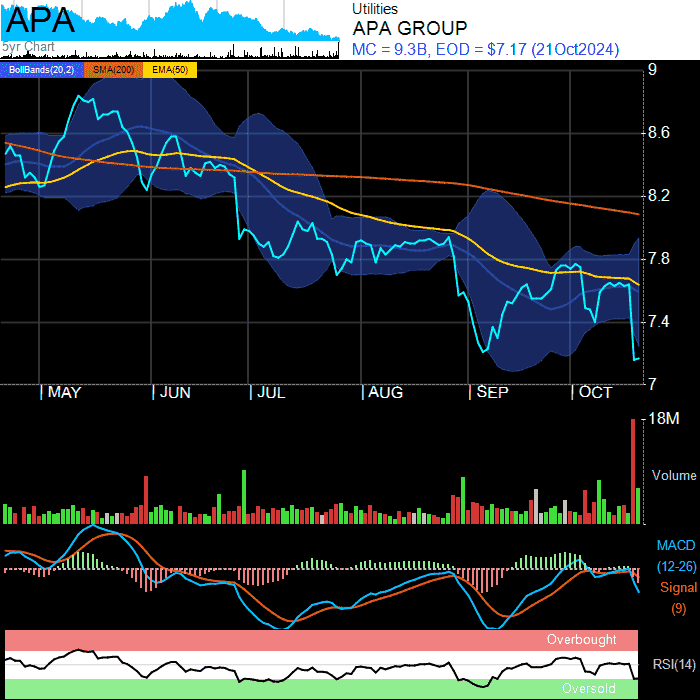 APA
5yr Chart
Utilities
APA GROUP
MC = 9.3B, EOD = $7.17 (21Oct2024)
BollBands(20,2) SMA(200) EMA(50)
9
8.6
8.2
7.8
7.4
7
MAY JUN JUL AUG SEP OCT
18M
Volume
MACD
(12-26)
Signal
(9)
Overbought
RSI(14)
Oversold